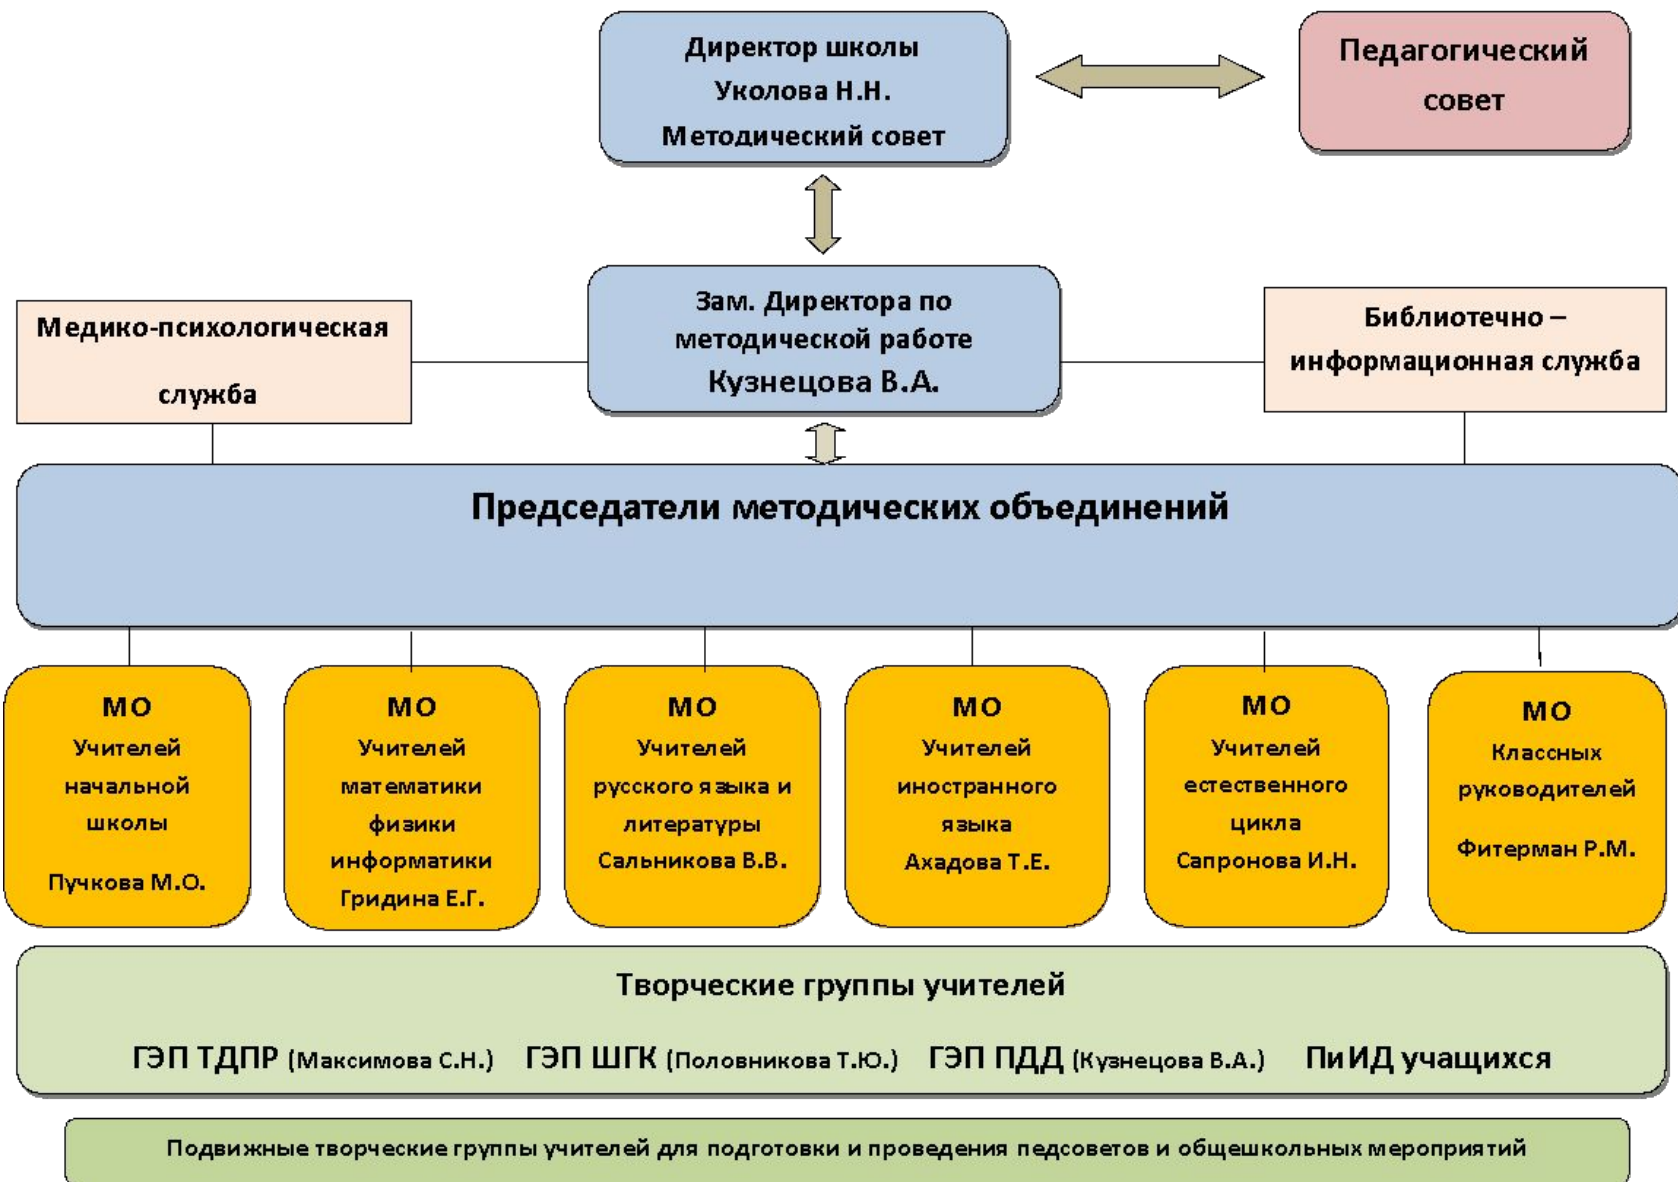 Директор школы
Уколова Н.Н.
Методический совет
Педагогический
совет
Медико-психологическая
служба
Зам. Директора по
методической работе
Кузнецова В.А.
Библиотечно –
информационная служба
Председатели методических объединений
МО
Учителей
начальной
школы
Пучкова М.О.
МО
Учителей
математики
физики
информатики
Гридина Е.Г.
МО
Учителей
русского языка и
литературы
Сальникова В.В.
МО
Учителей
иностранного
языка
Ахадова Т.Е.
МО
Учителей
естественного
цикла
Сапронова И.Н.
МО
Классных
руководителей
Фитерман Р.М.
Творческие группы учителей
ГЭП ТДПР (Максимова С.Н.) ГЭП ШГК (Половникова Т.Ю.) ГЭП ПДД (Кузнецова В.А.) ПиИД учащихся
Подвижные творческие группы учителей для подготовки и проведения педсоветов и общешкольных мероприятий